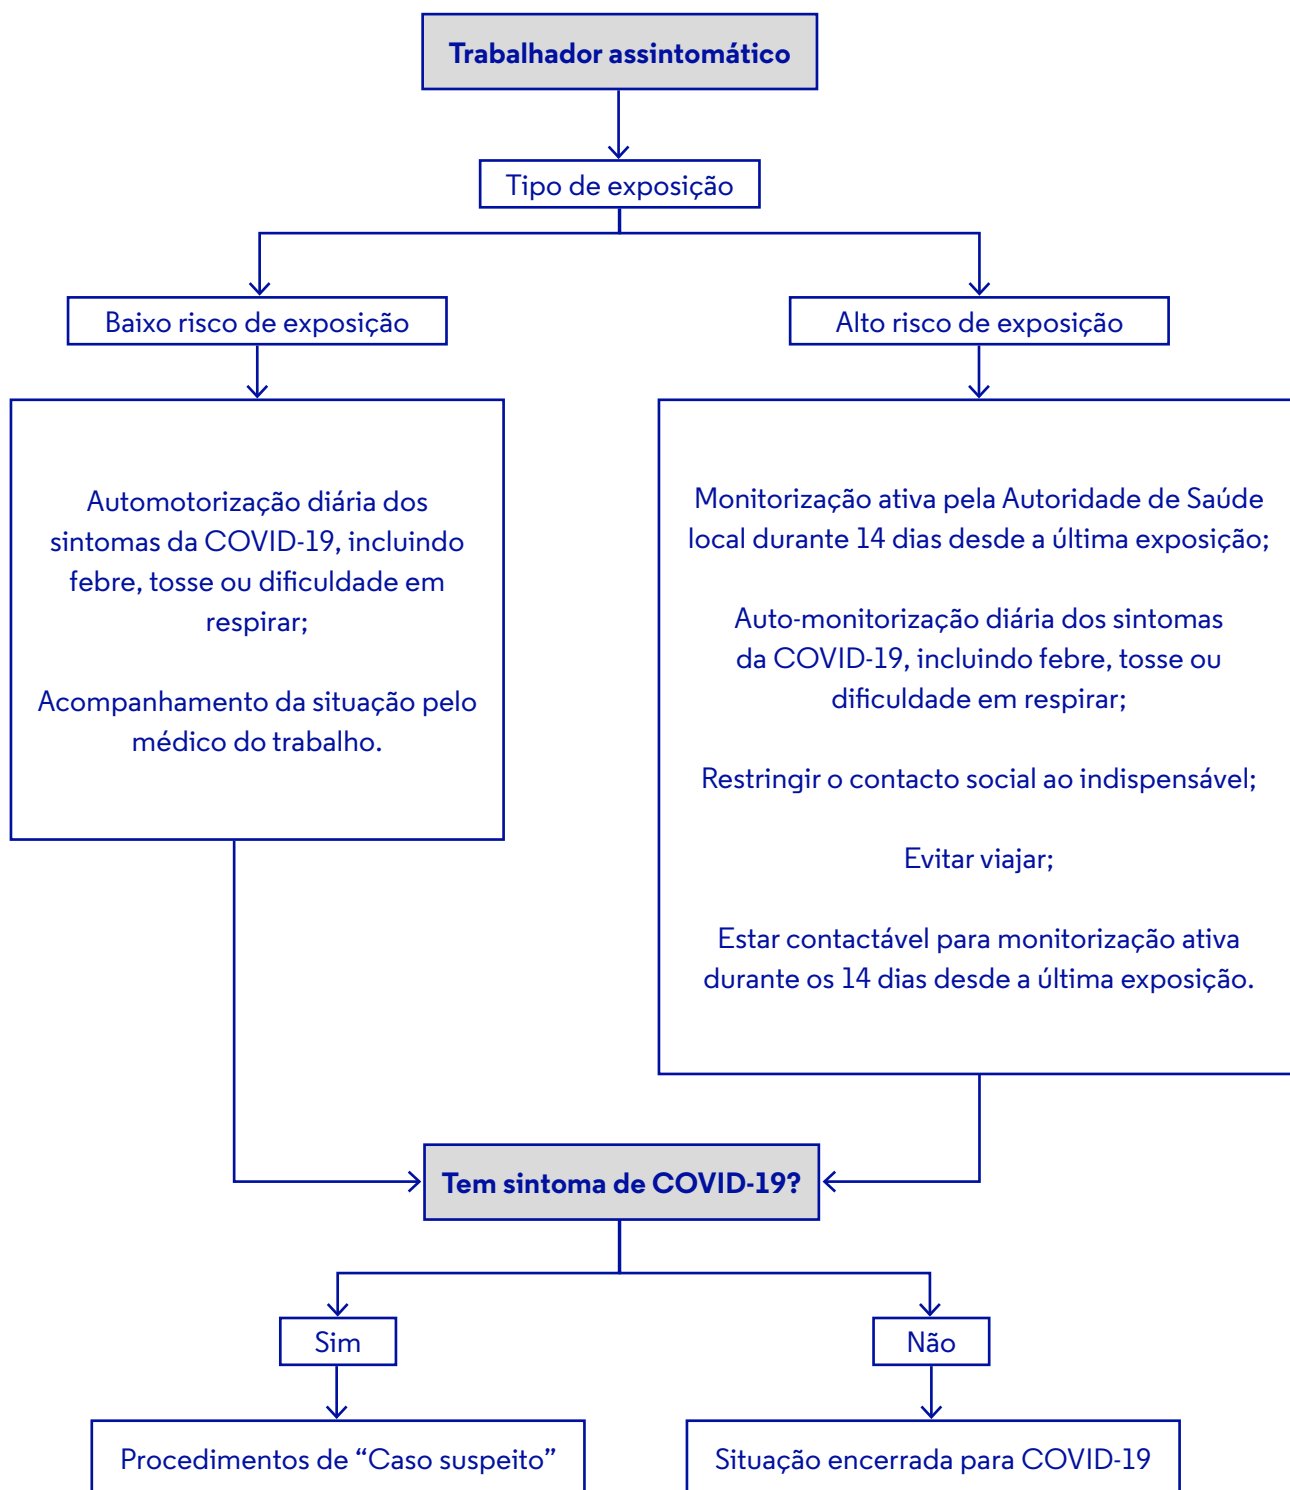 Trabalhador assintomático
Tipo de exposição
Baixo risco de exposição
Alto risco de exposição
Automotorização diária dos
sintomas da COVID-19, incluindo
febre, tosse ou dificuldade em
respirar;
Acompanhamento da situação pelo
médico do trabalho.
Monitorização ativa pela Autoridade de Saúde
local durante 14 dias desde a última exposição;
Auto-monitorização diária dos sintomas
da COVID-19, incluindo febre, tosse ou
dificuldade em respirar;
Restringir o contacto social ao indispensável;
Evitar viajar;
Estar contactável para monitorização ativa
durante os 14 dias desde a última exposição.
Tem sintoma de COVID-19?
Sim
Não
Procedimentos de “Caso suspeito”
Situação encerrada para COVID-19